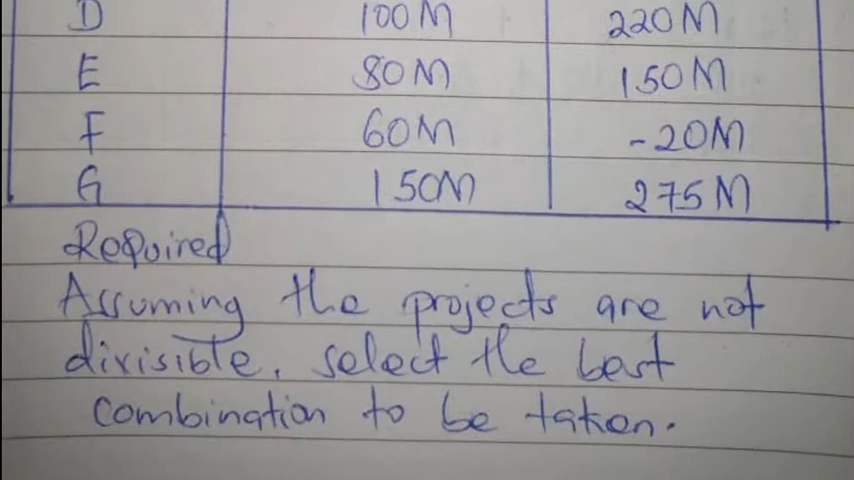 D 100M 220M
E 80M 150M
F 60M -20M
G 150M 275M
Required
Assuming the projects are not
divisible, select the best
combination to be taken.